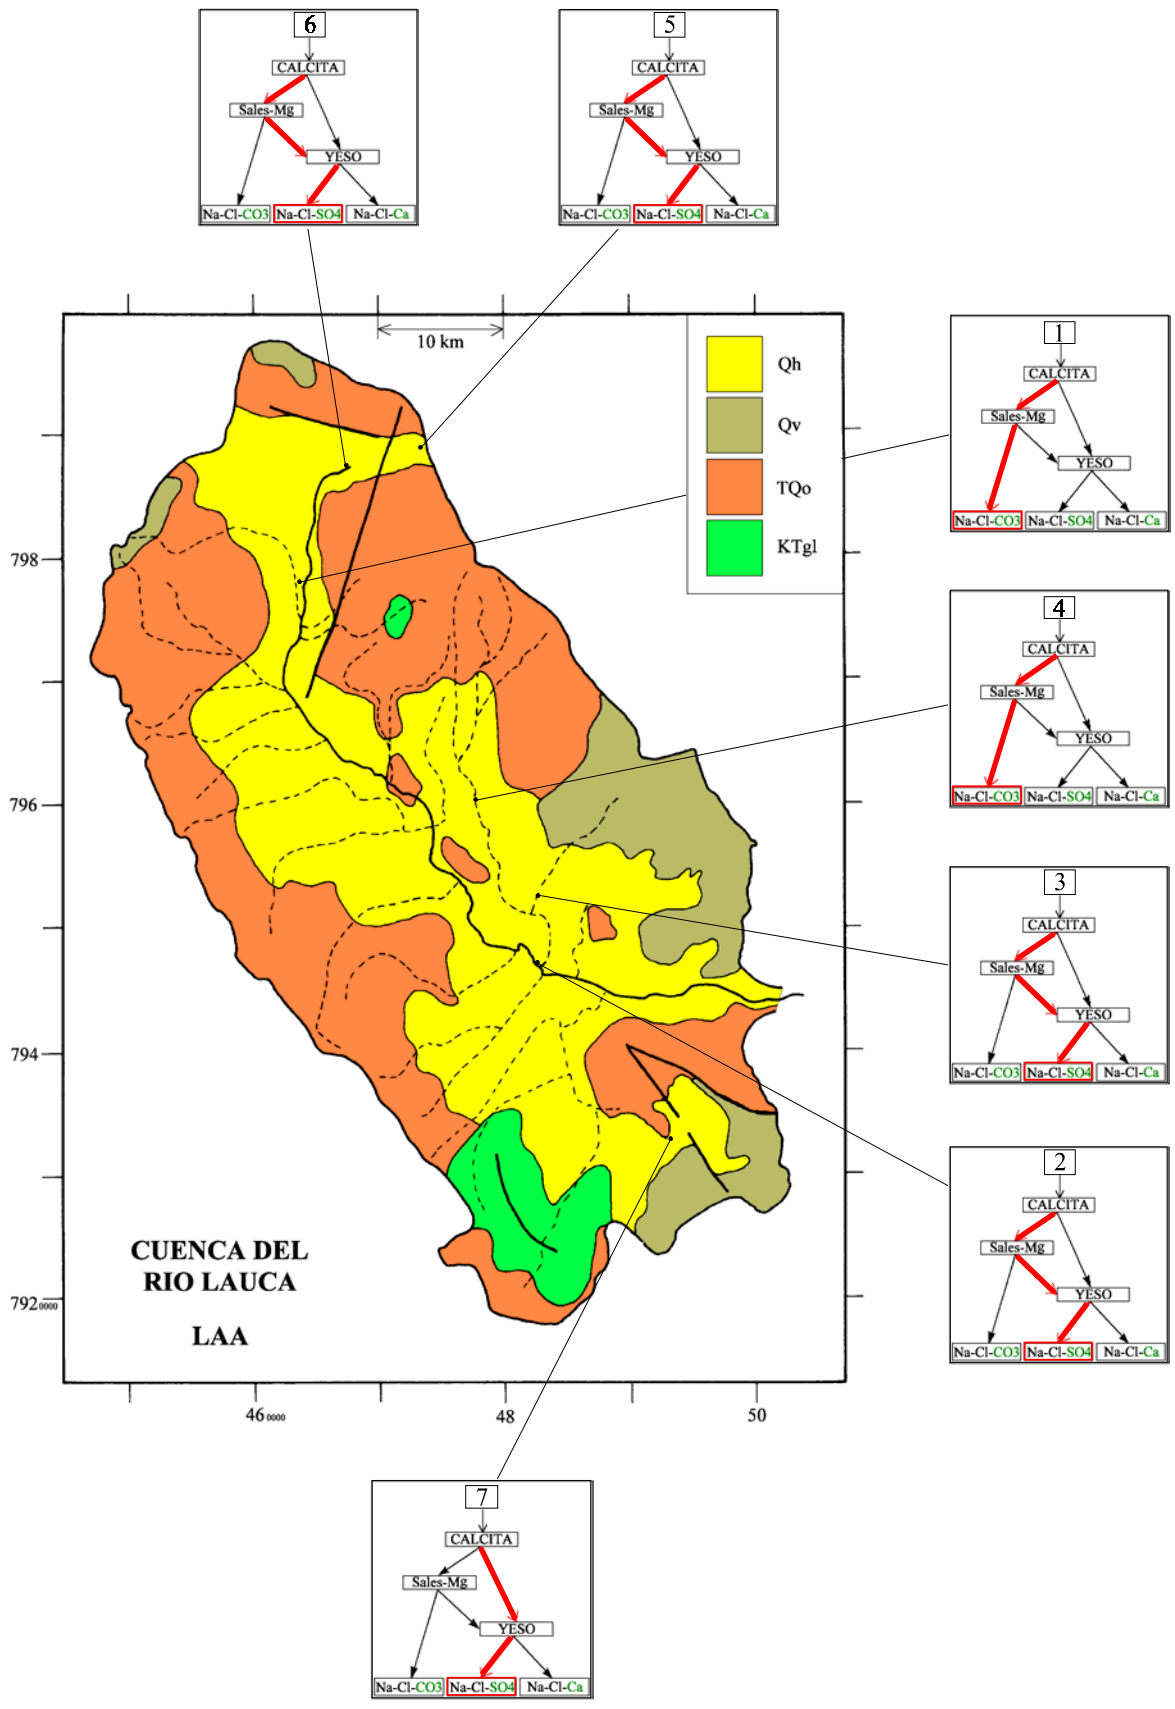 6
CALCITA
Sales-Mg
YESO
Na-Cl-CO3 Na-Cl-SO4 Na-Cl-Ca
5
CALCITA
Sales-Mg
YESO
Na-Cl-CO3 Na-Cl-SO4 Na-Cl-Ca
10 km
Qh
Qv
TQo
KTgl
798
796
794
792 0000
46 0000
48
50
CUENCA DEL
RIO LAUCA
LAA
1
CALCITA
Sales-Mg
YESO
Na-Cl-CO3 Na-Cl-SO4 Na-Cl-Ca
4
CALCITA
Sales-Mg
YESO
Na-Cl-CO3 Na-Cl-SO4 Na-Cl-Ca
3
CALCITA
Sales-Mg
YESO
Na-Cl-CO3 Na-Cl-SO4 Na-Cl-Ca
2
CALCITA
Sales-Mg
YESO
Na-Cl-CO3 Na-Cl-SO4 Na-Cl-Ca
7
CALCITA
Sales-Mg
YESO
Na-Cl-CO3 Na-Cl-SO4 Na-Cl-Ca